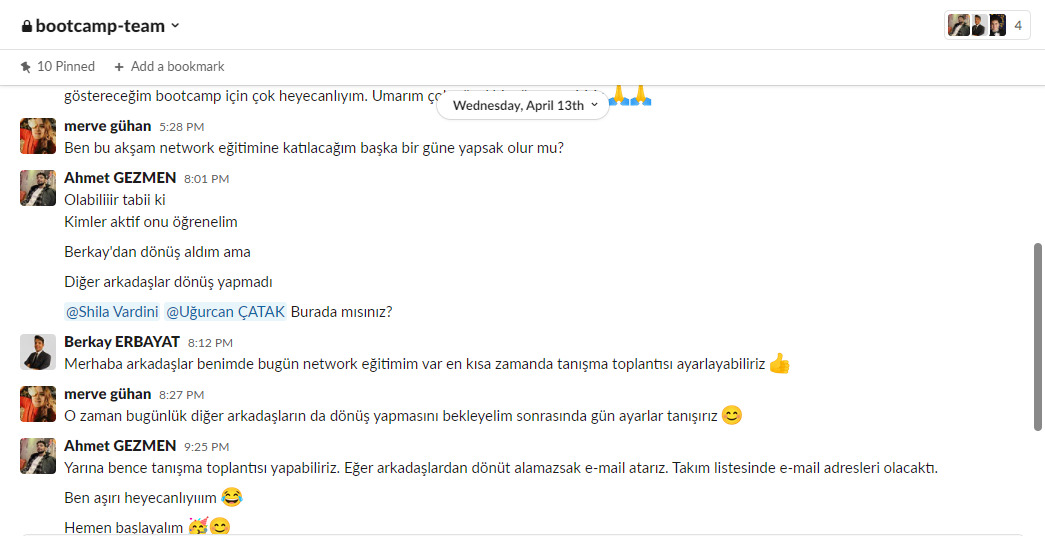 bootcamp-team
4
10 Pinned
+ Add a bookmark
göstereceğim bootcamp için çok heyecanlıyım. Umarım
Wednesday, April 13th
merve gühan 5:28 PM
Ben bu akşam network eğitimine katılacağım başka bir güne yapsak olur mu?
Ahmet GEZMEN 8:01 PM
Olabiliiir tabii ki
Kimler aktif onu öğrenelim
Berkay'dan dönüş aldım ama
Diğer arkadaşlar dönüş yapmadı
@Shila Vardini @Uğurcan ÇATAK Burada mısınız?
Berkay ERBAYAT 8:12 PM
Merhaba arkadaşlar benimde bugün network eğitimim var en kısa zamanda tanışma toplantısı ayarlayabiliriz 👍
merve gühan 8:27 PM
O zaman bugünlük diğer arkadaşların da dönüş yapmasını bekleyelim sonrasında gün ayarlar tanışırız 😊
Ahmet GEZMEN 9:25 PM
Yarına bence tanışma toplantısı yapabiliriz. Eğer arkadaşlardan dönüt alamazsak e-mail atarız. Takım listesinde e-mail adresleri olacaktı.
Ben aşırı heyecanlıyıııım 😂
Hemen başlayalım 🥳😊